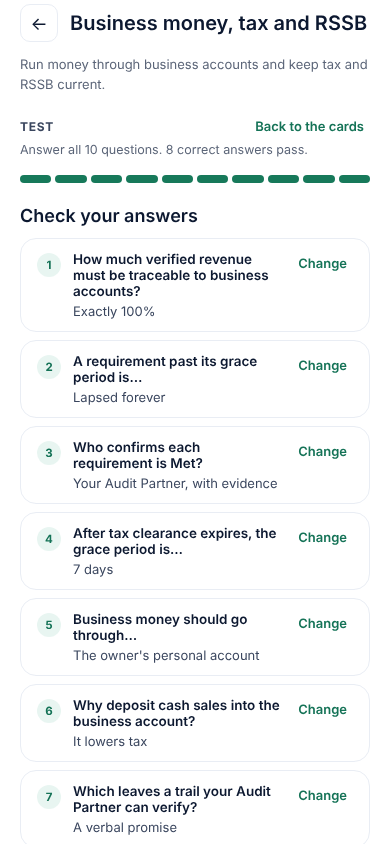 Business money, tax and RSSB
Run money through business accounts and keep tax and
RSSB current.
TEST
Back to the cards
Answer all 10 questions. 8 correct answers pass.
Check your answers
1
How much verified revenue
must be traceable to business
accounts?
Exactly 100%
Change
2
A requirement past its grace
period is...
Lapsed forever
Change
3
Who confirms each
requirement is Met?
Your Audit Partner, with evidence
Change
4
After tax clearance expires, the
grace period is...
7 days
Change
5
Business money should go
through...
The owner's personal account
Change
6
Why deposit cash sales into the
business account?
It lowers tax
Change
7
Which leaves a trail your Audit
Partner can verify?
A verbal promise
Change